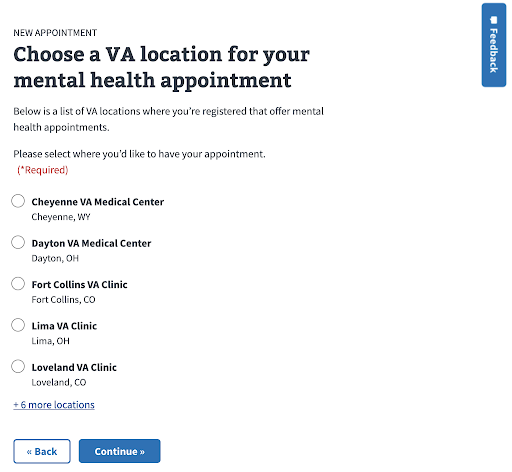 NEW APPOINTMENT
Choose a VA location for your
mental health appointment
Below is a list of VA locations where you're registered that offer mental
health appointments.
Please select where you'd like to have your appointment.
(*Required)
Cheyenne VA Medical Center
Cheyenne, WY
Dayton VA Medical Center
Dayton, OH
Fort Collins VA Clinic
Fort Collins, CO
Lima VA Clinic
Lima, OH
Loveland VA Clinic
Loveland, CO
+ 6 more locations
« Back
Continue »
Feedback